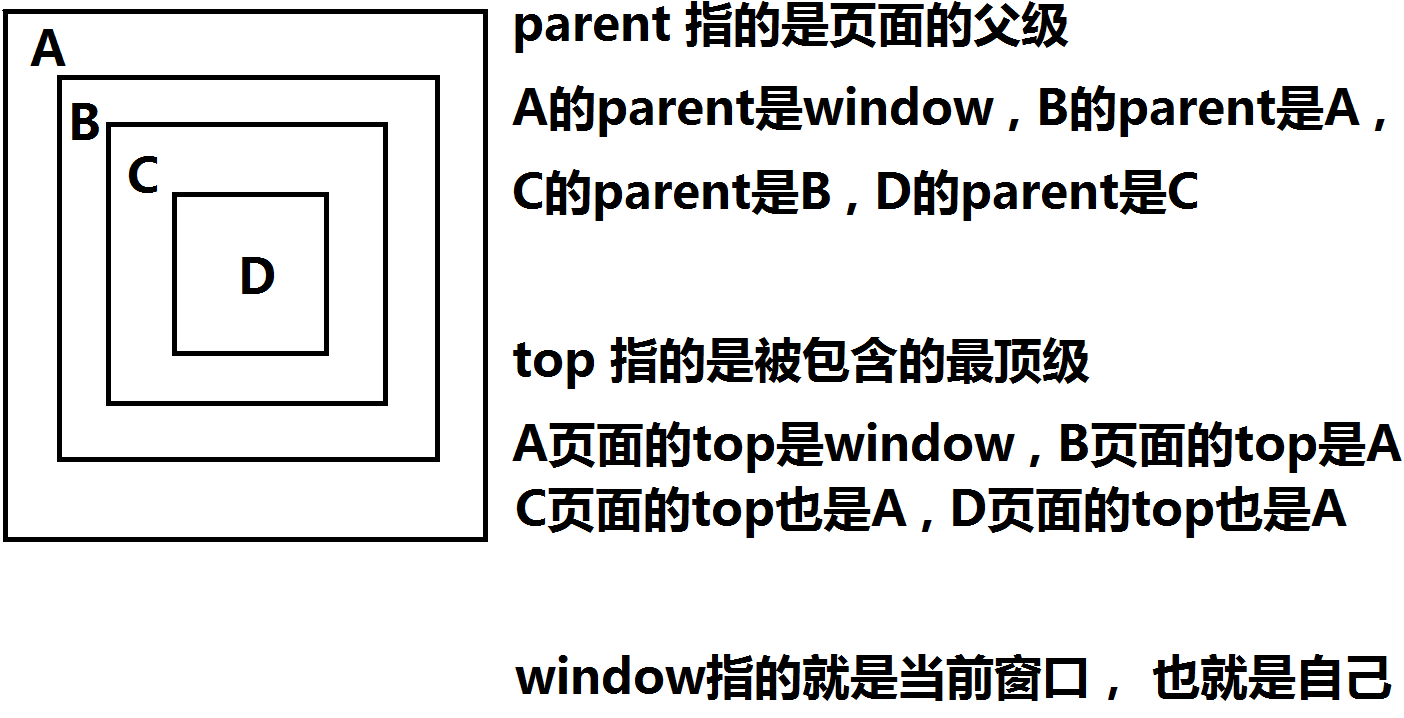 A
B
C
D
parent 指的是页面的父级
A的parent是window，B的parent是A，
C的parent是B，D的parent是C
top 指的是被包含的最顶级
A页面的top是window，B页面的top是A
C页面的top也是A，D页面的top也是A
window指的就是当前窗口， 也就是自己